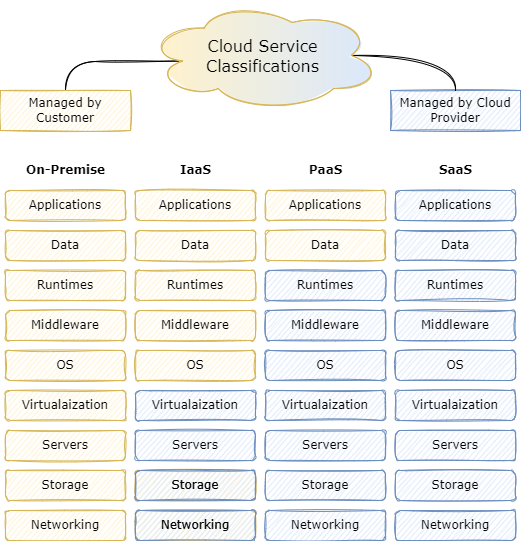 Cloud Service
Classifications
Managed by
Customer
Managed by Cloud
Provider
On-Premise IaaS PaaS SaaS
Applications Applications Applications Applications
Data Data Data Data
Runtimes Runtimes Runtimes Runtimes
Middleware Middleware Middleware Middleware
OS OS OS OS
Virtualaization Virtualaization Virtualaization Virtualaization
Servers Servers Servers Servers
Storage Storage Storage Storage
Networking Networking Networking Networking